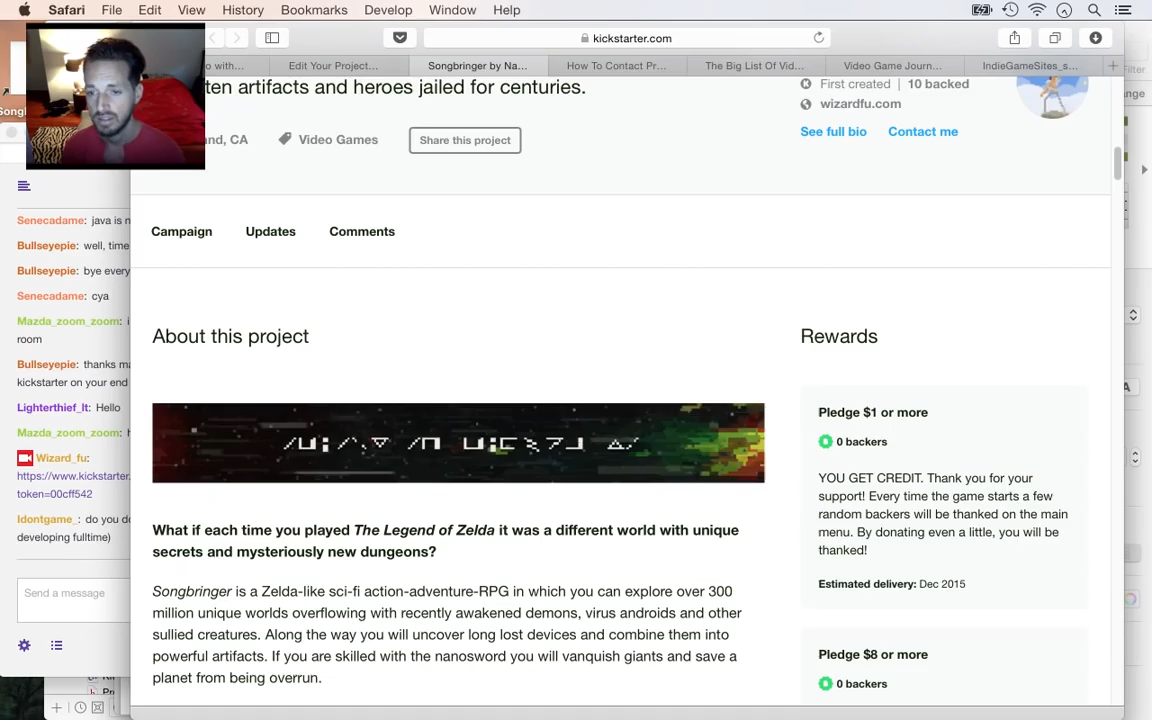 Safari File Edit View History Bookmarks Develop Window Help
kickstarter.com
o with...
Edit Your Project...
Songbringer by Na...
How To Contact Pr...
The Big List Of Vid...
Video Game Journ...
IndieGameSites_s...
Filter
ten artifacts and heroes jailed for centuries.
First created | 10 backed
wizardfu.com
See full bio Contact me
nd, CA
Video Games
Share this project
Campaign Updates Comments
Senecadame: java is n
Bullseyepie: well, time
Bullseyepie: bye every
Senecadame: cya
Mazda_zoom_zoom: i
room
Bullseyepie: thanks ma
kickstarter on your end
Lighterthief_lt: Hello
Mazda_zoom_zoom: h
Wizard_fu:
https://www.kickstarter.
token=00cff542
Idontgame_: do you do
developing fulltime)
Send a message
About this project
What if each time you played The Legend of Zelda it was a different world with unique
secrets and mysteriously new dungeons?
Songbringer is a Zelda-like sci-fi action-adventure-RPG in which you can explore over 300
million unique worlds overflowing with recently awakened demons, virus androids and other
sullied creatures. Along the way you will uncover long lost devices and combine them into
powerful artifacts. If you are skilled with the nanosword you will vanquish giants and save a
planet from being overrun.
Rewards
Pledge $1 or more
0 backers
YOU GET CREDIT. Thank you for your
support! Every time the game starts a few
random backers will be thanked on the main
menu. By donating even a little, you will be
thanked!
Estimated delivery: Dec 2015
Pledge $8 or more
0 backers